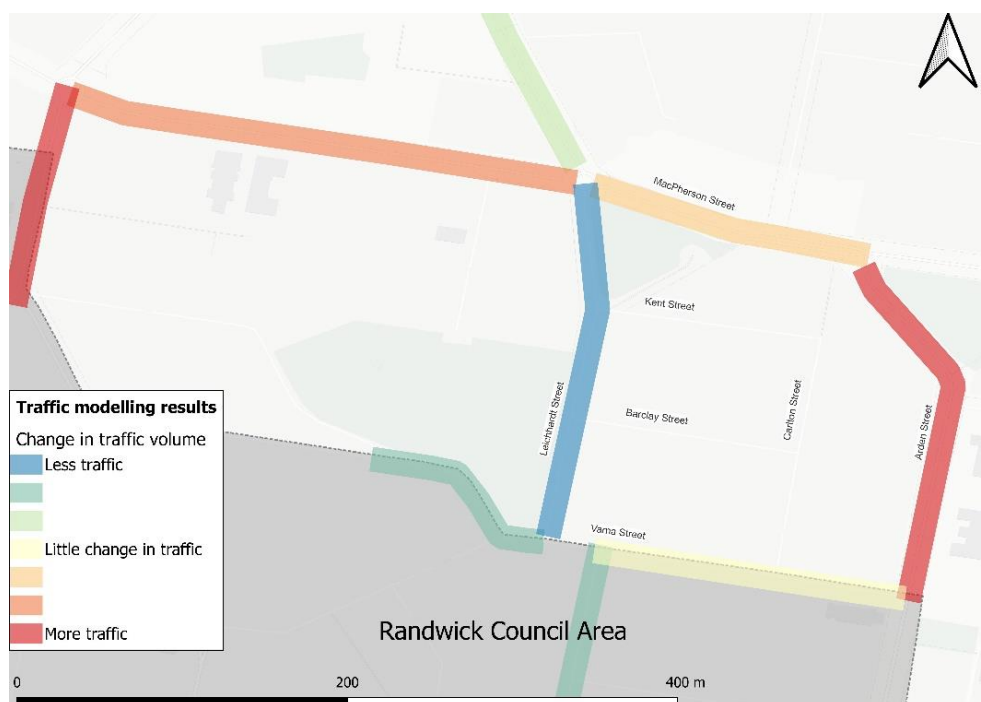 MacPherson Street
Kent Street
Barclay Street
Carlton Street
Leichhardt Street
Arden Street
Varna Street
Traffic modelling results
Change in traffic volume
Less traffic
Little change in traffic
More traffic
Randwick Council Area
0 200 400 m